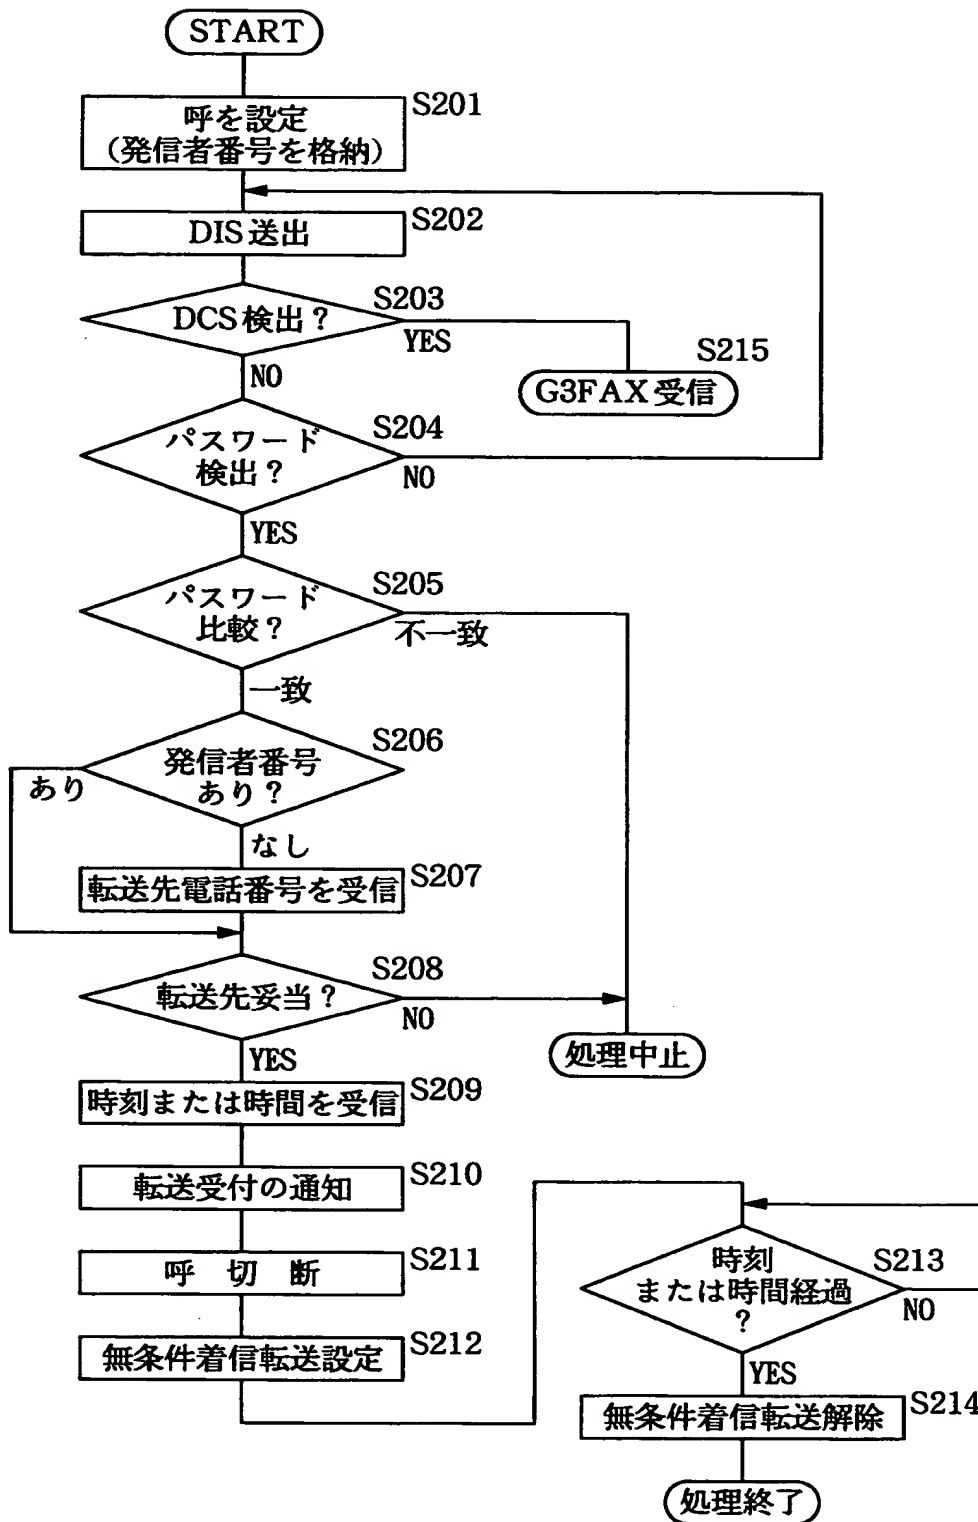 START
呼を設定
(発信者番号を格納)
S201
DIS送出
S202
DCS検出？
S203
YES
NO
S215
G3FAX受信
パスワード
検出？
S204
NO
YES
パスワード
比較？
S205
不一致
一致
発信者番号
あり？
S206
あり
なし
転送先電話番号を受信
S207
転送先妥当？
S208
NO
YES
処理中止
時刻または時間を受信
S209
転送受付の通知
S210
呼 切 断
S211
無条件着信転送設定
S212
時刻
または時間経過
？
S213
NO
YES
無条件着信転送解除
S214
処理終了